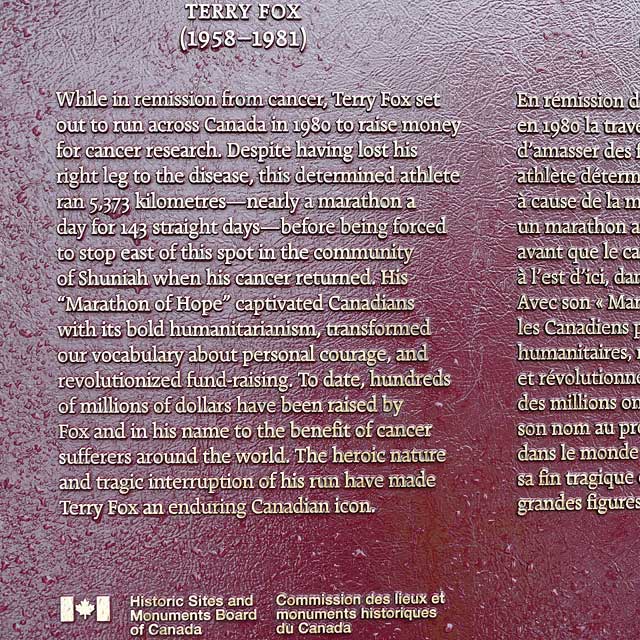 TERRY FOX
(1958–1981)
While in remission from cancer, Terry Fox set
out to run across Canada in 1980 to raise money
for cancer research. Despite having lost his
right leg to the disease, this determined athlete
ran 5,373 kilometres—nearly a marathon a
day for 143 straight days—before being forced
to stop east of this spot in the community
of Shuniah when his cancer returned. His
“Marathon of Hope” captivated Canadians
with its bold humanitarianism, transformed
our vocabulary about personal courage, and
revolutionized fund-raising. To date, hundreds
of millions of dollars have been raised by
Fox and in his name to the benefit of cancer
sufferers around the world. The heroic nature
and tragic interruption of his run have made
Terry Fox an enduring Canadian icon.
En rémission
en 1980 la
d'amasser des
athlète
à cause de la
un marathon
avant que le
à l'est d'ici,
Avec son «
les Canadiens
humanitaires,
et
des millions
son nom au
dans le monde
sa fin tragique
grandes figures
Historic Sites and
Monuments Board
of Canada
Commission des lieux et
monuments historiques
du Canada